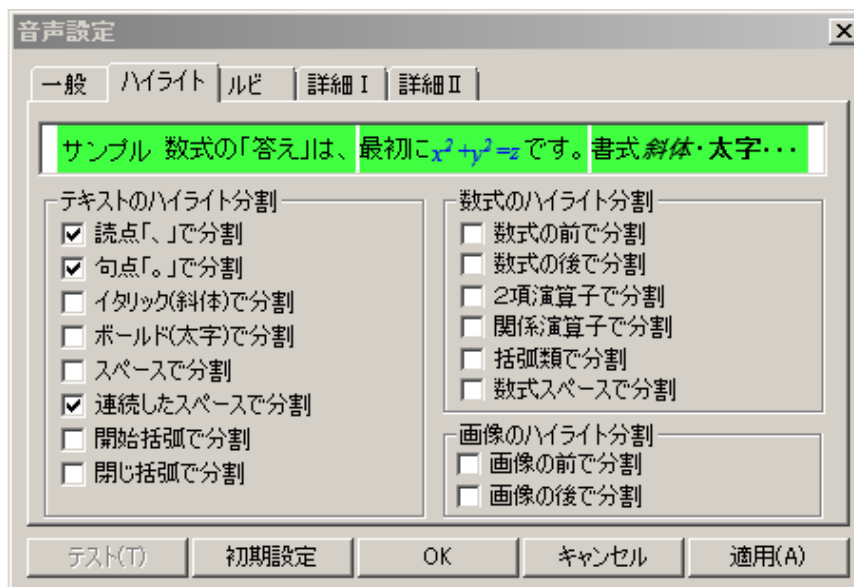 音声設定
一般 ハイライト ルビ 詳細Ⅰ 詳細Ⅱ
サンプル 数式の「答え」は、最初にx²+y²=zです。書式斜体・太字・・・
テキストのハイライト分割
読点「、」で分割
句点「。」で分割
イタリック(斜体)で分割
ボールド(太字)で分割
スペースで分割
連続したスペースで分割
開始括弧で分割
閉じ括弧で分割
数式のハイライト分割
数式の前で分割
数式の後で分割
2項演算子で分割
関係演算子で分割
括弧類で分割
数式スペースで分割
画像のハイライト分割
画像の前で分割
画像の後で分割
テスト(T) 初期設定 OK キャンセル 適用(A)